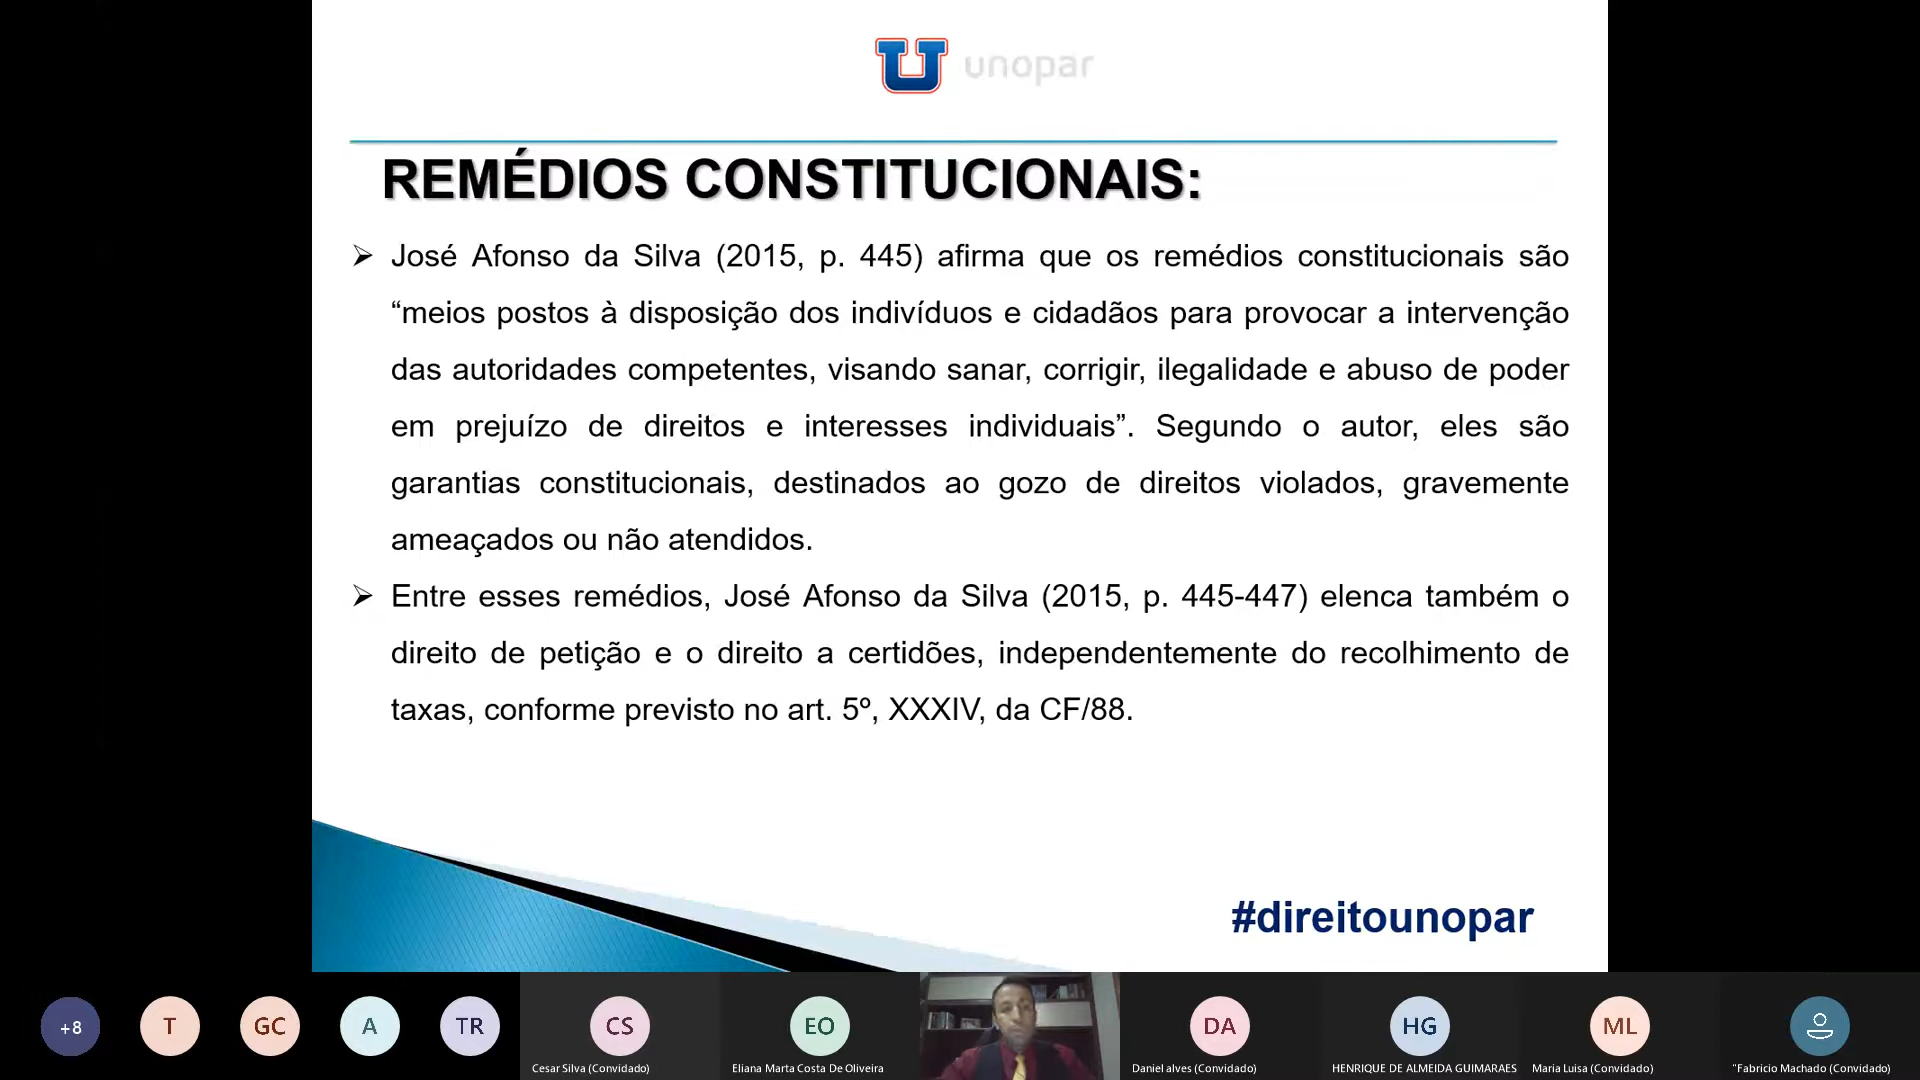 unopar
REMÉDIOS CONSTITUCIONAIS:
➢ José Afonso da Silva (2015, p. 445) afirma que os remédios constitucionais são
“meios postos à disposição dos indivíduos e cidadãos para provocar a intervenção
das autoridades competentes, visando sanar, corrigir, ilegalidade e abuso de poder
em prejuízo de direitos e interesses individuais”. Segundo o autor, eles são
garantias constitucionais, destinados ao gozo de direitos violados, gravemente
ameaçados ou não atendidos.
➢ Entre esses remédios, José Afonso da Silva (2015, p. 445-447) elenca também o
direito de petição e o direito a certidões, independentemente do recolhimento de
taxas, conforme previsto no art. 5º, XXXIV, da CF/88.
#direitounopar
+8 T GC A TR CS EO DA HG ML
Cesar Silva (Convidado) Eliana Marta Costa De Oliveira Daniel alves (Convidado) HENRIQUE DE ALMEIDA GUIMARAES Maria Luisa (Convidado) "Fabricio Machado (Convidado)